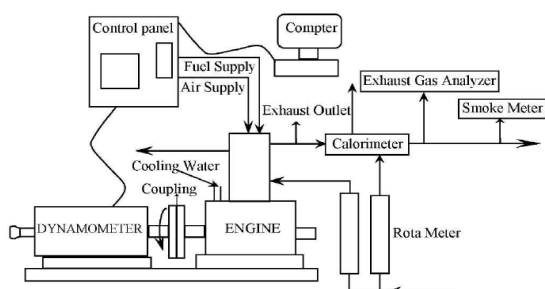 Control panel
Compter
Fuel Supply
Air Supply
Exhaust Gas Analyzer
Exhaust Outlet
Smoke Meter
Calorimeter
Cooling Water
Coupling
DYNAMOMETER
ENGINE
Rota Meter